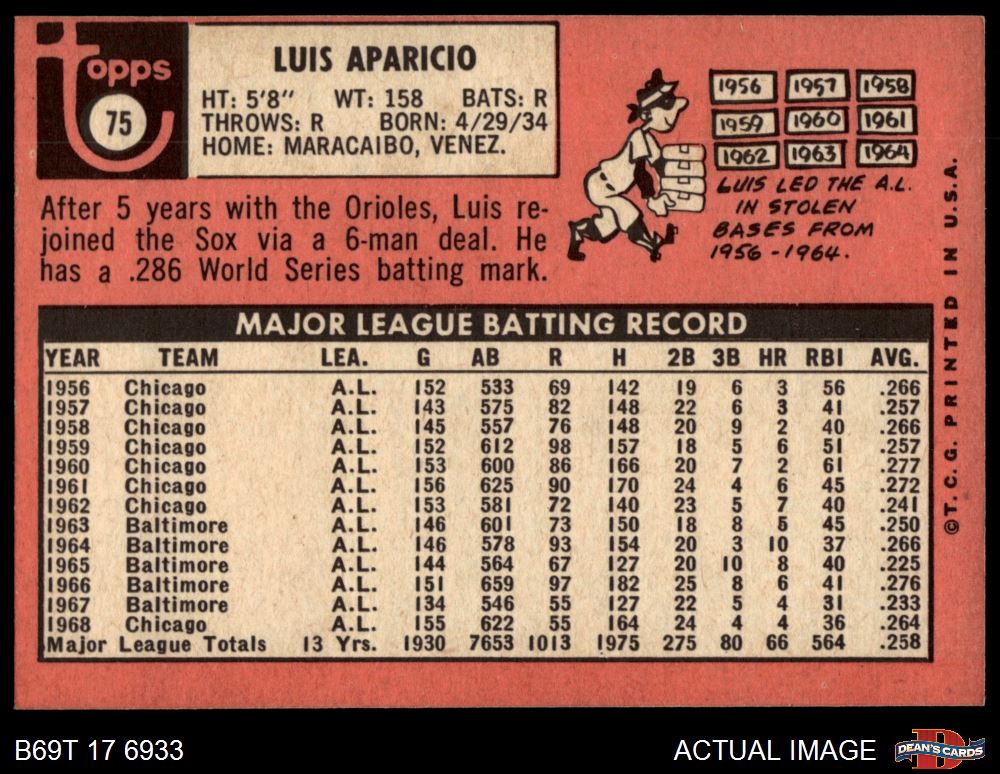 Topps
75
LUIS APARICIO
HT: 5'8" WT: 158 BATS: R
THROWS: R BORN: 4/29/34
HOME: MARACAIBO, VENEZ.
After 5 years with the Orioles, Luis re-
joined the Sox via a 6-man deal. He
has a .286 World Series batting mark.
1956 1957 1958
1959 1960 1961
1962 1963 1964
LUIS LED THE A.L.
IN STOLEN
BASES FROM
1956-1964.
MAJOR LEAGUE BATTING RECORD
YEAR TEAM LEA. G AB R H 2B 3B HR RBI AVG.
1956 Chicago A.L. 152 533 69 142 19 6 3 56 .266
1957 Chicago A.L. 143 575 82 148 22 6 3 41 .257
1958 Chicago A.L. 145 557 76 148 20 9 2 40 .266
1959 Chicago A.L. 152 612 98 157 18 5 6 51 .257
1960 Chicago A.L. 153 600 86 166 20 7 2 61 .277
1961 Chicago A.L. 156 625 90 170 24 4 6 45 .272
1962 Chicago A.L. 153 581 72 140 23 5 7 40 .241
1963 Baltimore A.L. 146 601 73 150 18 8 5 45 .250
1964 Baltimore A.L. 146 578 93 154 20 3 10 37 .266
1965 Baltimore A.L. 144 564 67 127 20 10 8 40 .225
1966 Baltimore A.L. 151 659 97 182 25 8 6 41 .276
1967 Baltimore A.L. 134 546 55 127 22 5 4 31 .233
1968 Chicago A.L. 155 622 55 164 24 4 4 36 .264
Major League Totals 13 Yrs. 1930 7653 1013 1975 275 80 66 564 .258
©T.C.G. PRINTED IN U.S.A.
B69T 17 6933
ACTUAL IMAGE
D
DEAN'S CARDS